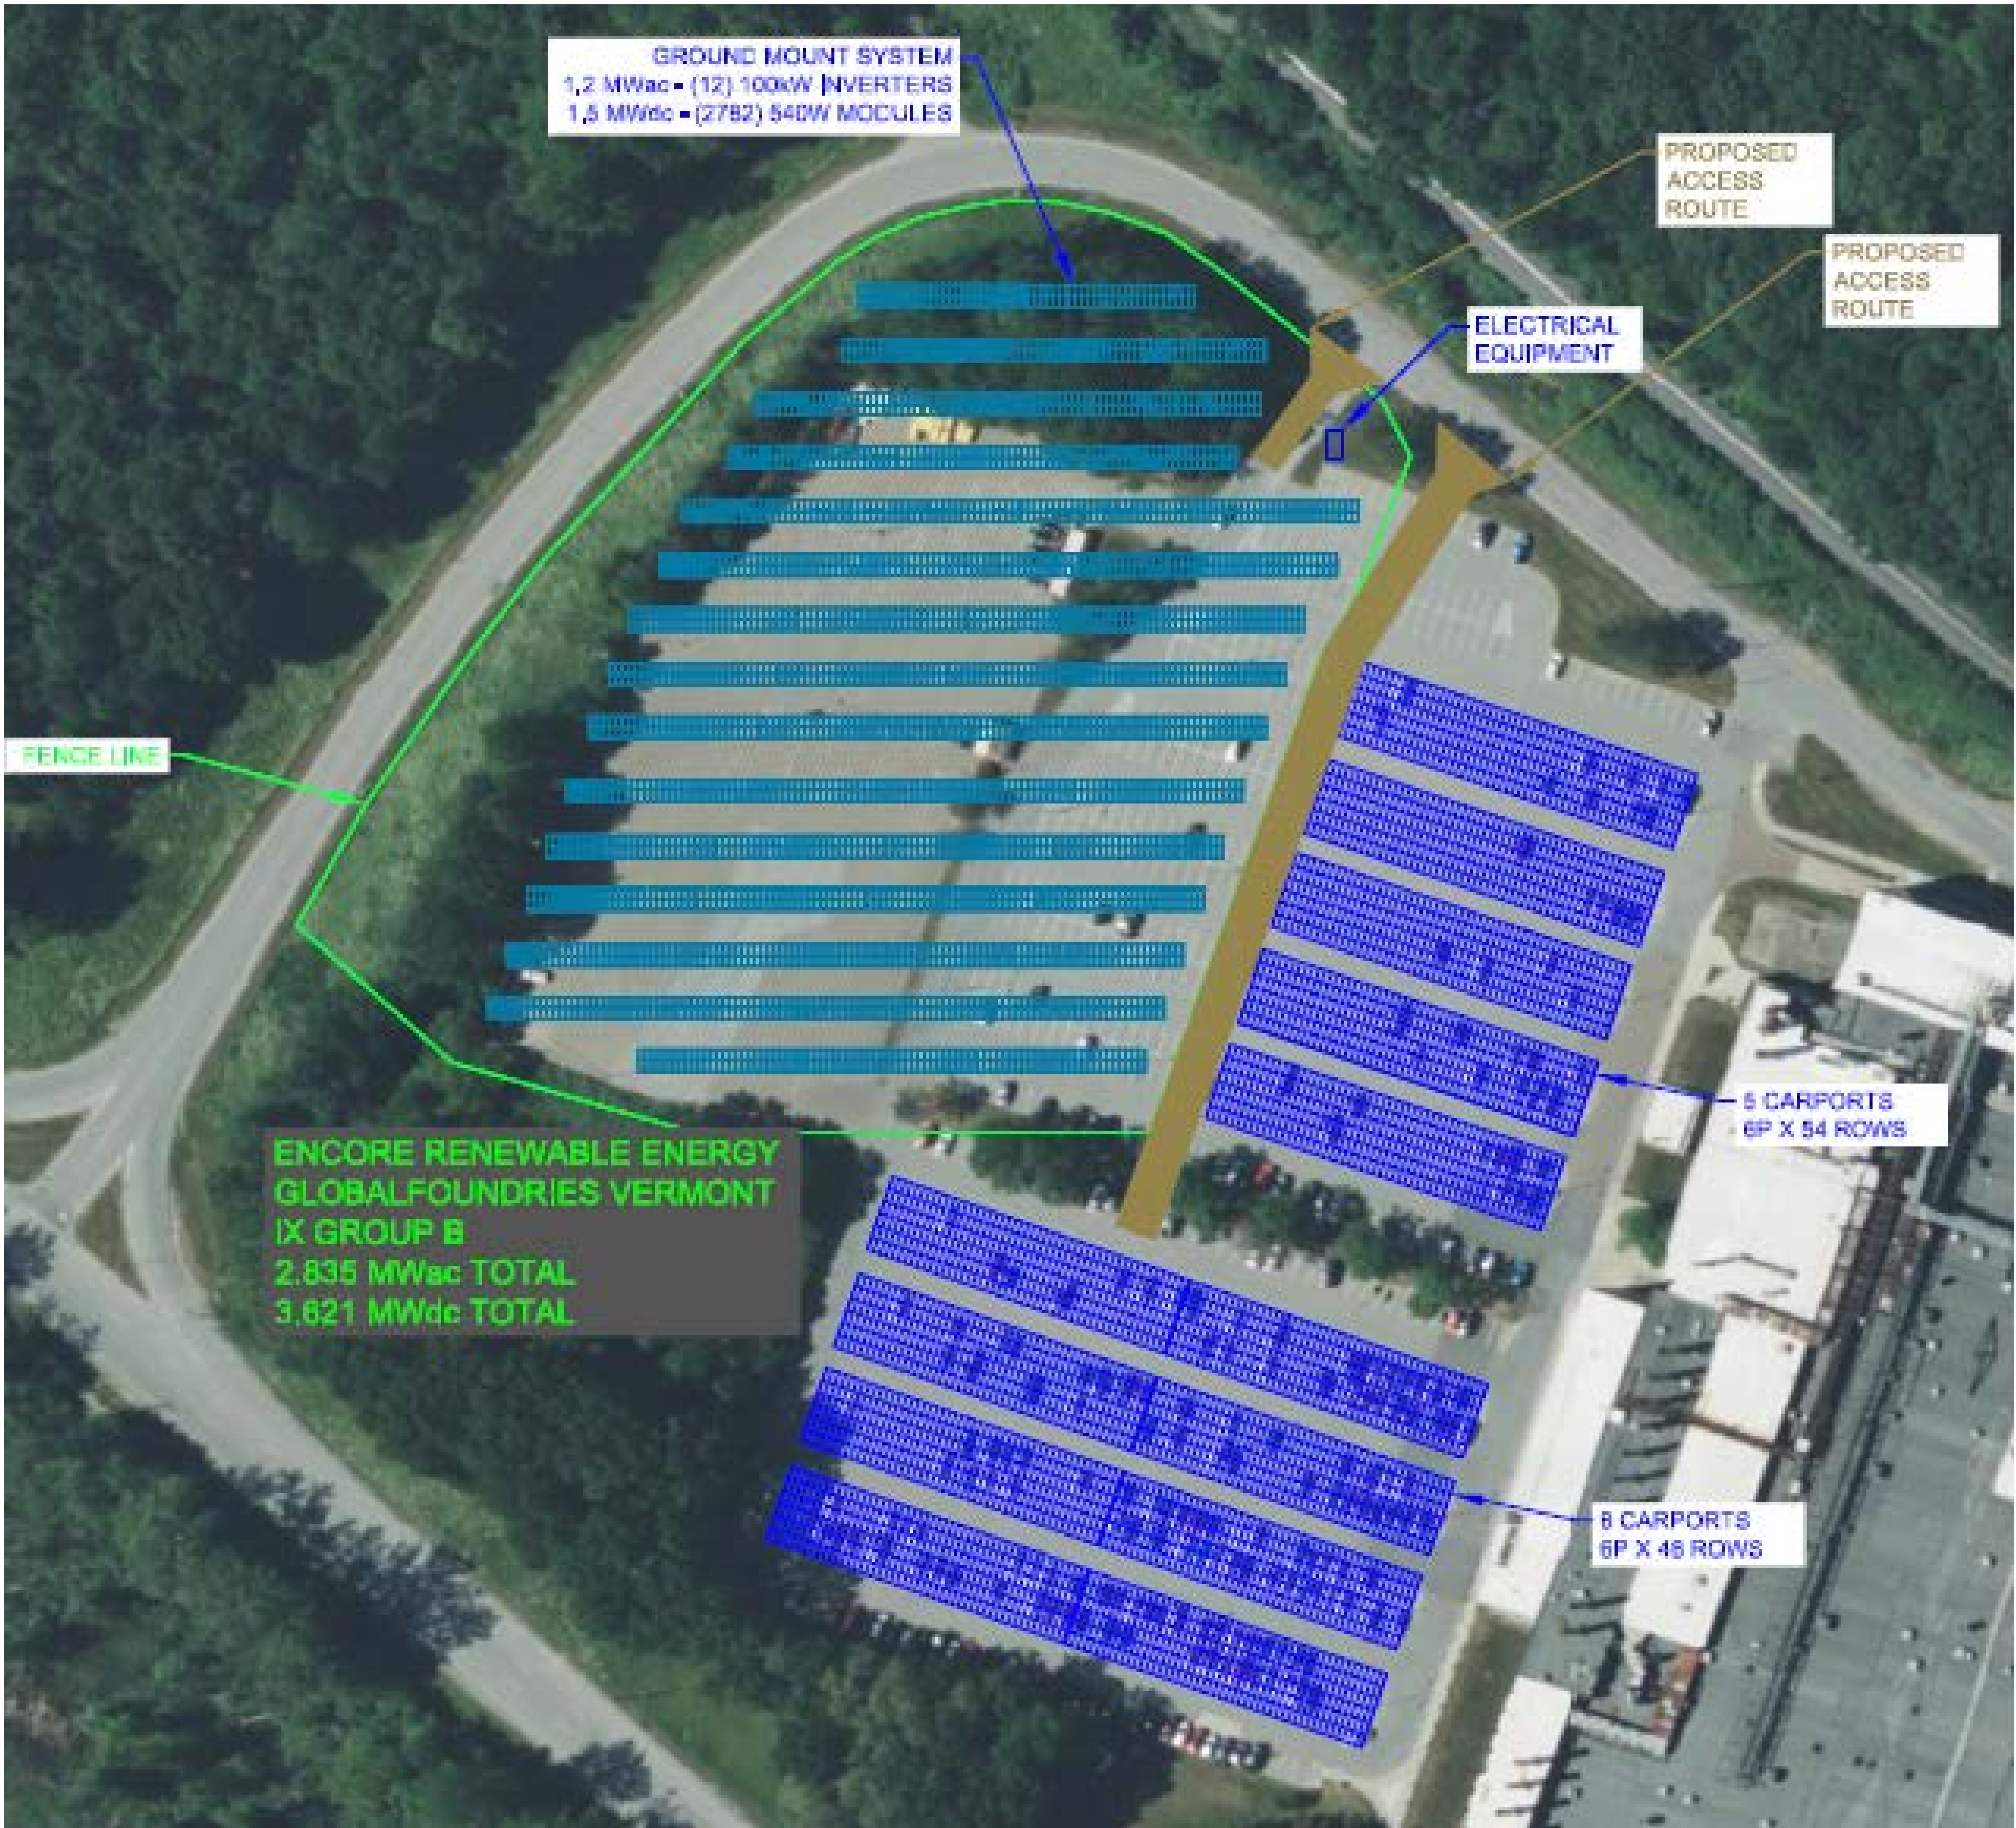 GROUND MOUNT SYSTEM
1.2 MWac = (12) 100kW INVERTERS
1.5 MWdc = (2782) 540W MODULES
PROPOSED
ACCESS
ROUTE
PROPOSED
ACCESS
ROUTE
ELECTRICAL
EQUIPMENT
FENCE LINE
5 CARPORTS
6P X 54 ROWS
ENCORE RENEWABLE ENERGY
GLOBALFOUNDRIES VERMONT
IX GROUP B
2.835 MWac TOTAL
3.621 MWdc TOTAL
8 CARPORTS
6P X 48 ROWS